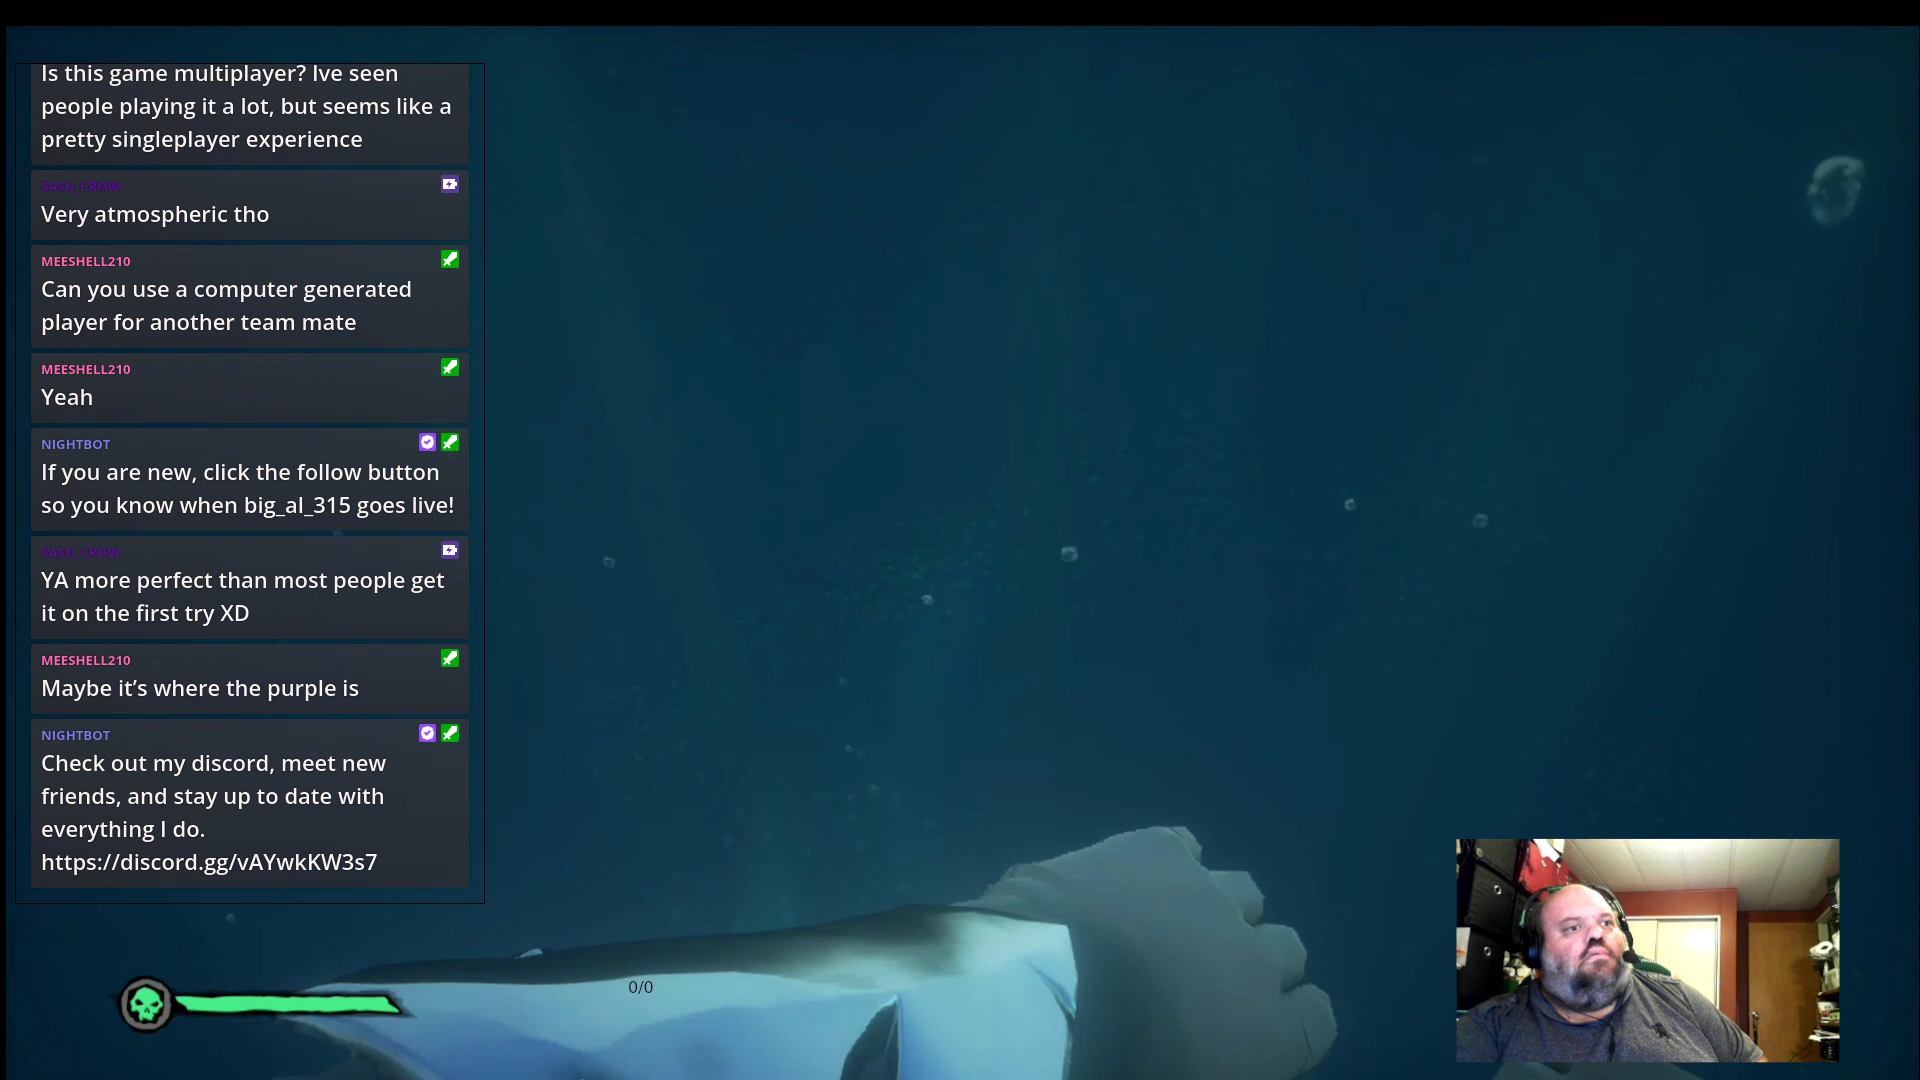 Is this game multiplayer? Ive seen
people playing it a lot, but seems like a
pretty singleplayer experience
SASU_CROW
Very atmospheric tho
MEESHELL210
Can you use a computer generated
player for another team mate
MEESHELL210
Yeah
NIGHTBOT
If you are new, click the follow button
so you know when big_al_315 goes live!
SASU_CROW
YA more perfect than most people get
it on the first try XD
MEESHELL210
Maybe it’s where the purple is
NIGHTBOT
Check out my discord, meet new
friends, and stay up to date with
everything I do.
https://discord.gg/vAYwkKW3s7
0/0